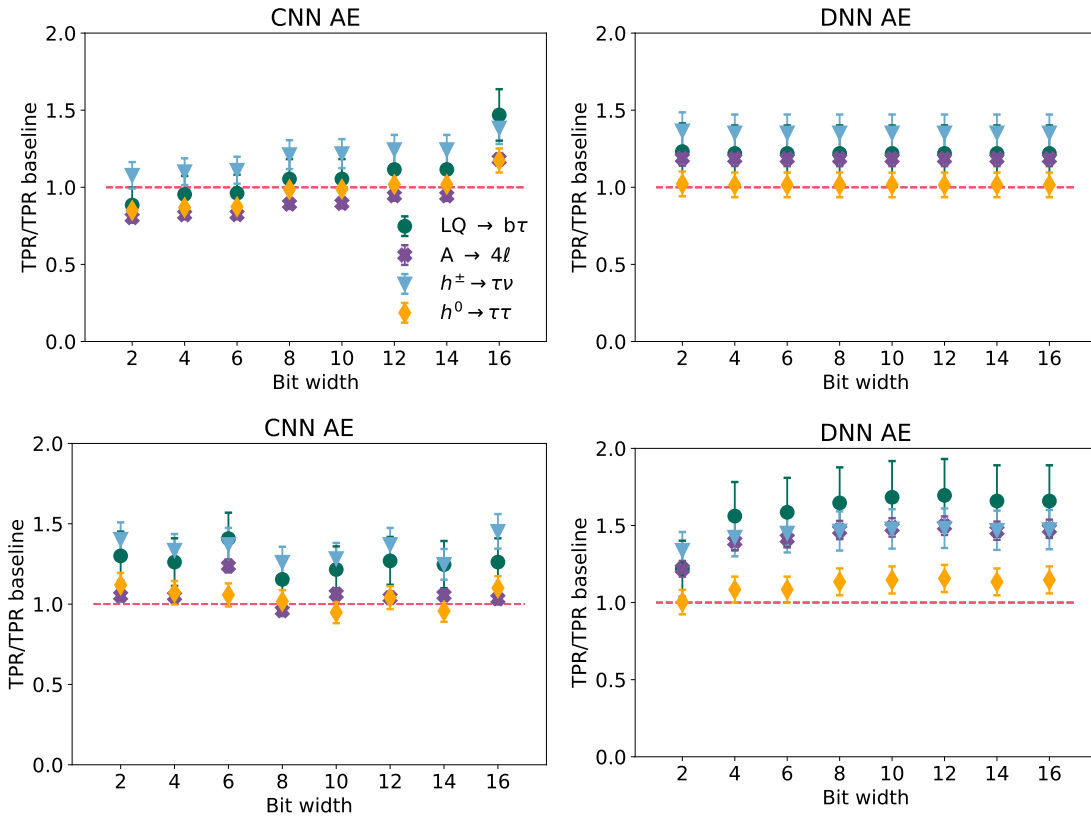 CNN AE
TPR/TPR baseline
2.0
1.5
1.0
0.5
0.0
2 4 6 8 10 12 14 16
Bit width
LQ → bτ
A → 4ℓ
h± → τν
h⁰ → ττ
DNN AE
TPR/TPR baseline
2.0
1.5
1.0
0.5
0.0
2 4 6 8 10 12 14 16
Bit width
CNN AE
TPR/TPR baseline
2.0
1.5
1.0
0.5
0.0
2 4 6 8 10 12 14 16
Bit width
DNN AE
TPR/TPR baseline
2.0
1.5
1.0
0.5
0.0
2 4 6 8 10 12 14 16
Bit width